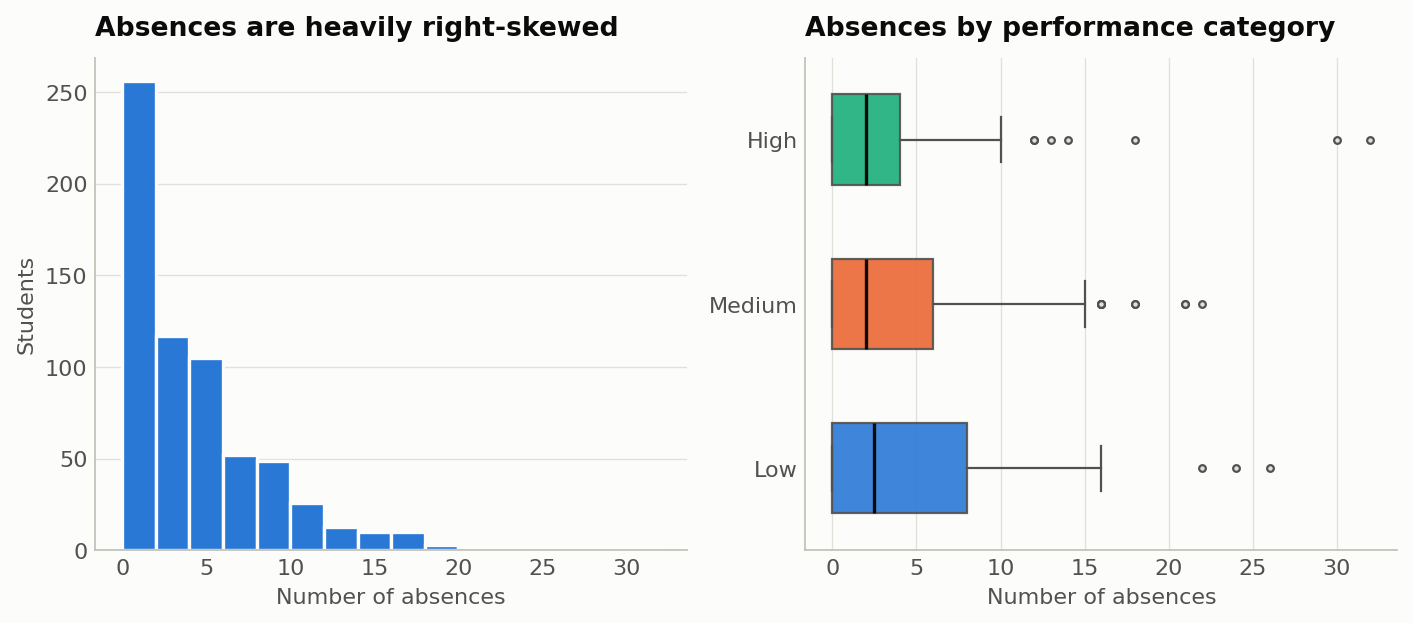 Absences are heavily right-skewed
250
200
150
100
50
0
Students
0 5 10 15 20 25 30
Number of absences
Absences by performance category
High
Medium
Low
0 5 10 15 20 25 30
Number of absences